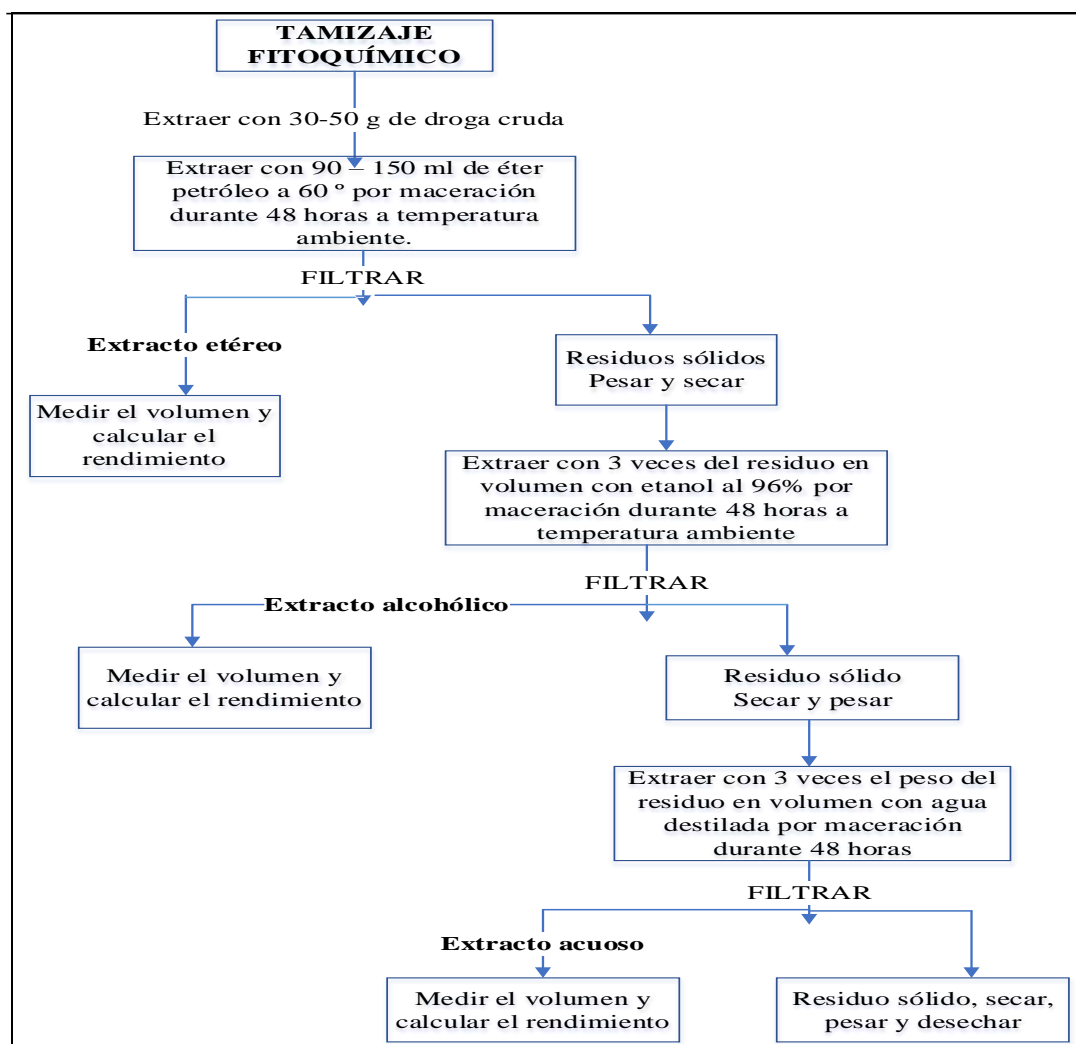 TAMIZAJE
FITOQUÍMICO
Extraer con 30-50 g de droga cruda
Extraer con 90 – 150 ml de éter
petróleo a 60 º por maceración
durante 48 horas a temperatura
ambiente.
FILTRAR
Extracto etéreo
Medir el volumen y
calcular el
rendimiento
Residuos sólidos
Pesar y secar
Extraer con 3 veces del residuo en
volumen con etanol al 96% por
maceración durante 48 horas a
temperatura ambiente
FILTRAR
Extracto alcohólico
Medir el volumen y
calcular el rendimiento
Residuo sólido
Secar y pesar
Extraer con 3 veces el peso del
residuo en volumen con agua
destilada por maceración
durante 48 horas
FILTRAR
Extracto acuoso
Medir el volumen y
calcular el rendimiento
Residuo sólido, secar,
pesar y desechar